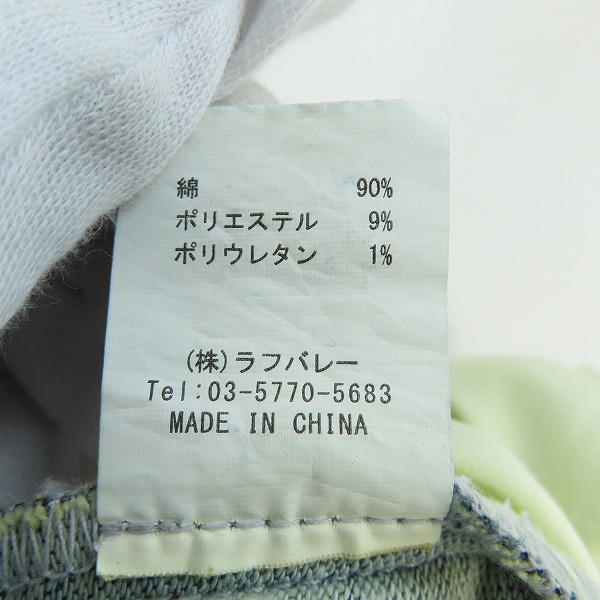 綿 90%
ポリエステル 9%
ポリウレタン 1%
(株)ラフバレー
Tel:03-5770-5683
MADE IN CHINA